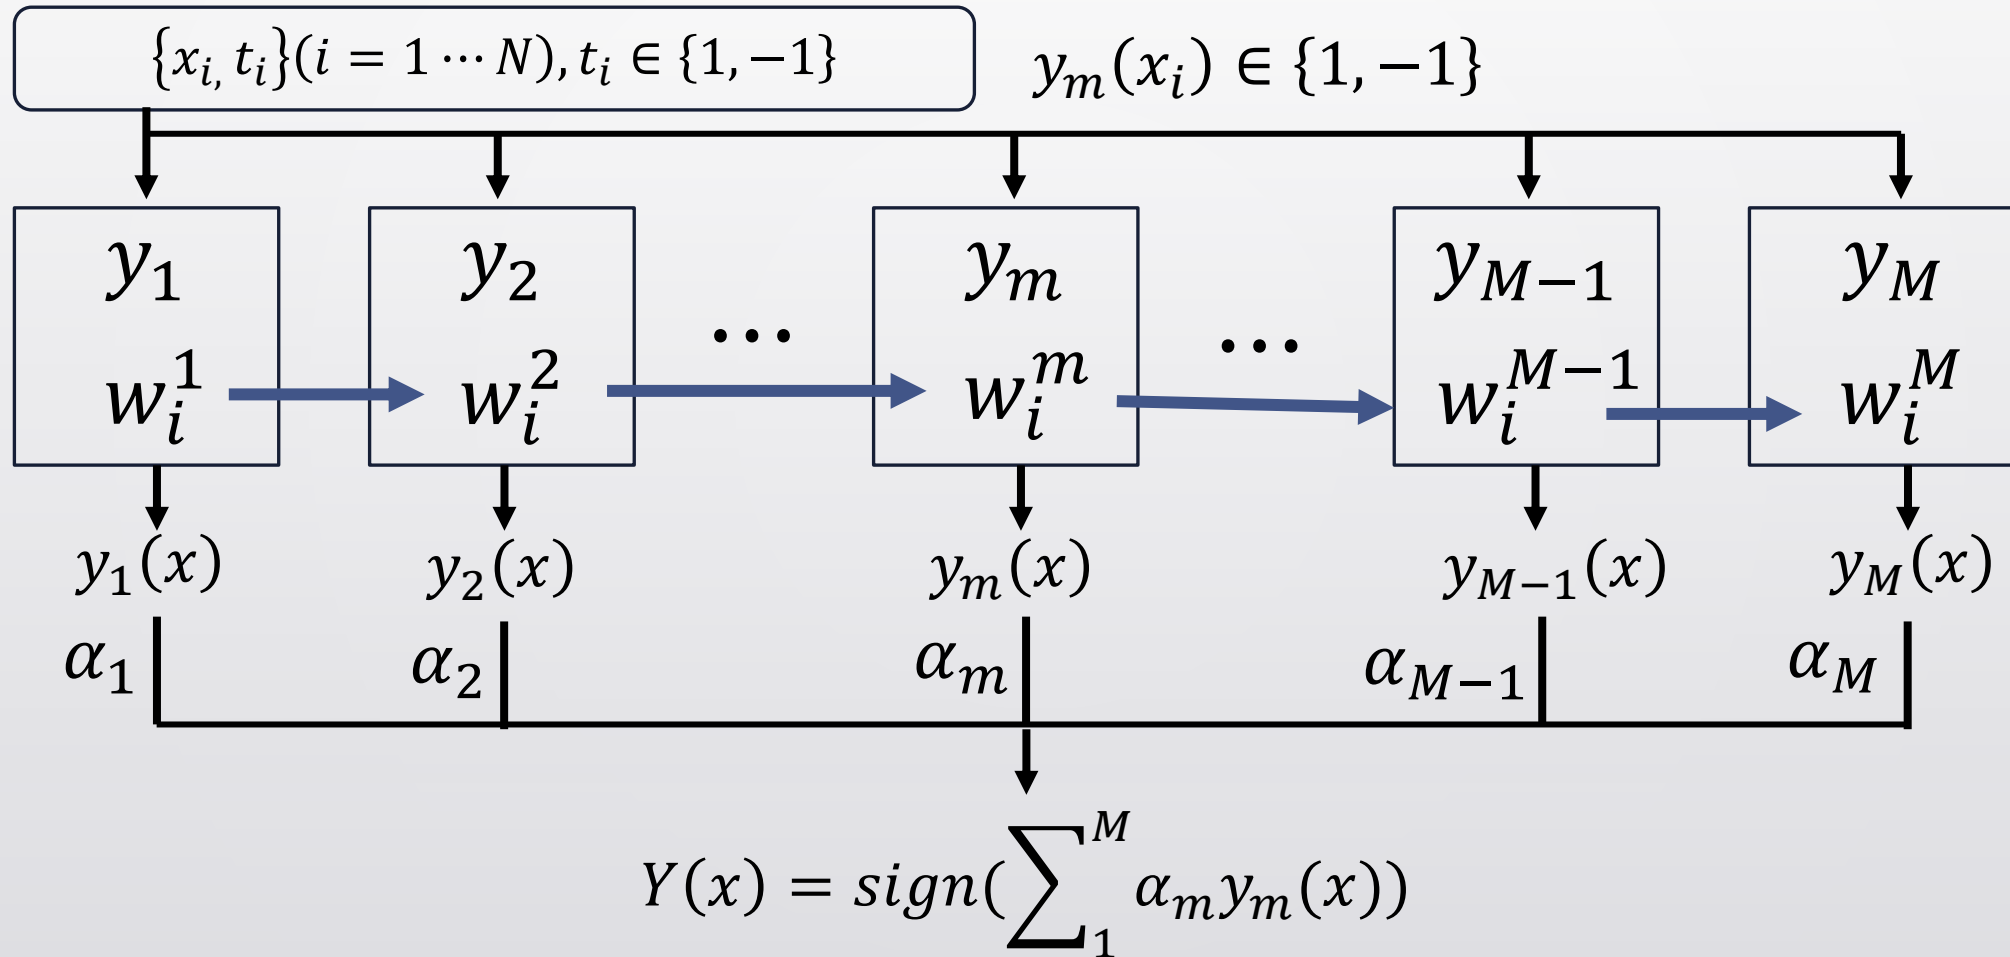 {x_i, t_i}(i = 1 ⋯ N), t_i ∈ {1, −1}
y_m(x_i) ∈ {1, −1}
y_1 y_2 y_m y_{M−1} y_M
… …
w_i^1 w_i^2 w_i^m w_i^{M−1} w_i^M
y_1(x) y_2(x) y_m(x) y_{M−1}(x) y_M(x)
α_1 α_2 α_m α_{M−1} α_M
Y(x) = sign(∑_1^M α_m y_m(x))